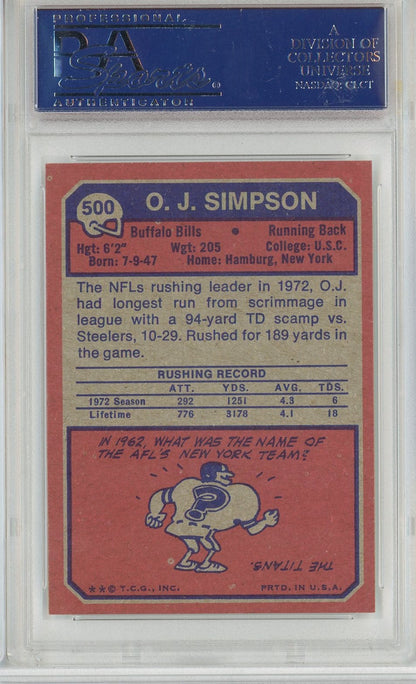 PROFESSIONAL
PSA
Sports
AUTHENTICATOR
A
DIVISION OF
COLLECTORS
UNIVERSE
NASDAQ: CLCT
500
O. J. SIMPSON
Buffalo Bills • Running Back
Hgt: 6'2" Wgt: 205 College: U.S.C.
Born: 7-9-47 Home: Hamburg, New York
The NFLs rushing leader in 1972, O.J.
had longest run from scrimmage in
league with a 94-yard TD scamp vs.
Steelers, 10-29. Rushed for 189 yards in
the game.
RUSHING RECORD
ATT. YDS. AVG. TDS.
1972 Season 292 1251 4.3 6
Lifetime 776 3178 4.1 18
IN 1962, WHAT WAS THE NAME OF
THE AFL'S NEW YORK TEAM?
?
THE TITANS.
**© T.C.G., INC. PRTD. IN U.S.A.